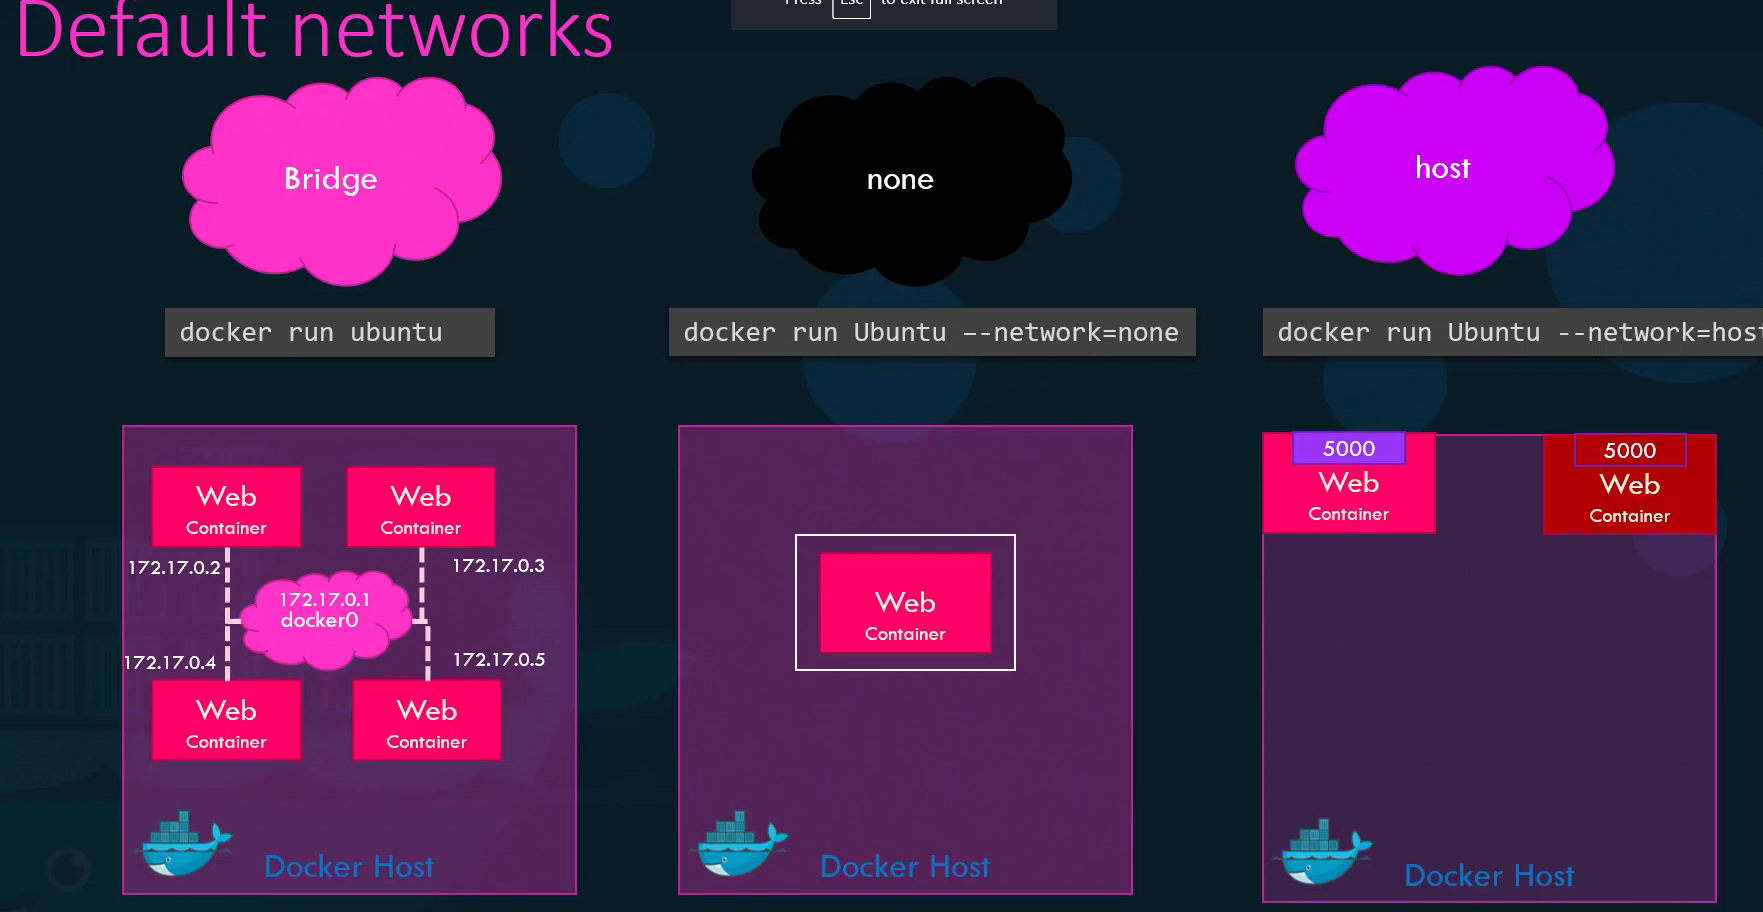 Default networks
Press Esc to exit full screen
Bridge
none
host
docker run ubuntu
docker run Ubuntu –-network=none
docker run Ubuntu --network=host
Web
Container
Web
Container
172.17.0.2
172.17.0.3
172.17.0.1
docker0
172.17.0.4
172.17.0.5
Web
Container
Web
Container
Docker Host
Web
Container
Docker Host
5000
Web
Container
5000
Web
Container
Docker Host